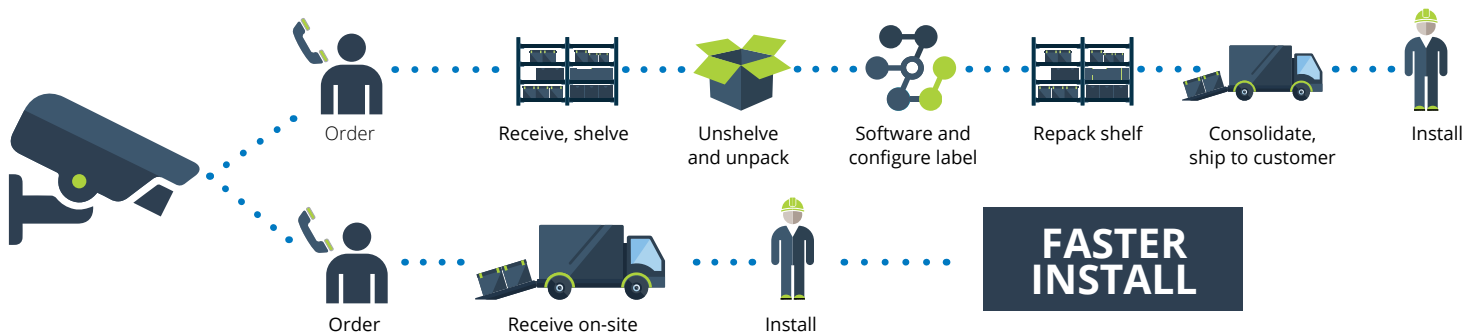 Order
Receive, shelve
Unshelve
and unpack
Software and
configure label
Repack shelf
Consolidate,
ship to customer
Install
Order
Receive on-site
Install
FASTER
INSTALL